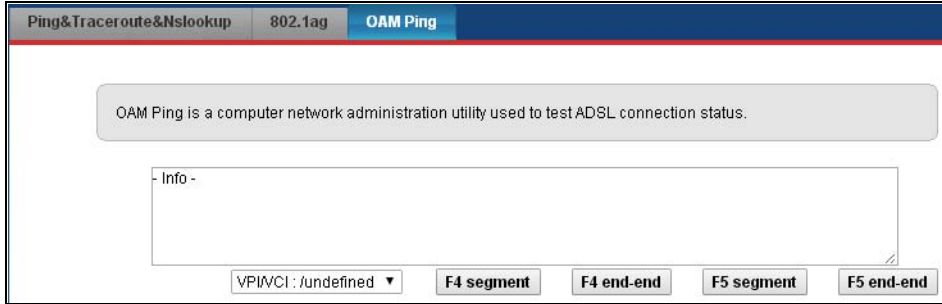 Ping&Traceroute&Nslookup 802.1ag OAM Ping
OAM Ping is a computer network administration utility used to test ADSL connection status.
- Info -
VPI/VCI : /undefined ▼ F4 segment F4 end-end F5 segment F5 end-end